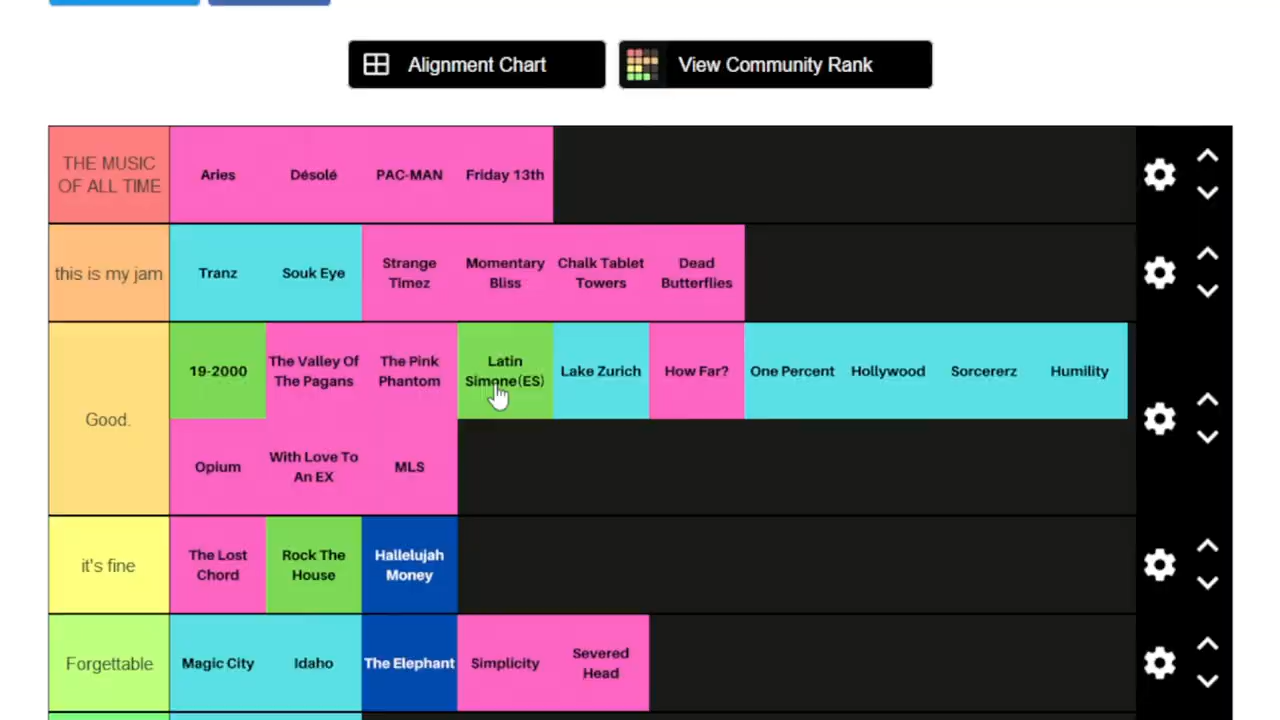 Alignment Chart
View Community Rank
THE MUSIC
OF ALL TIME
Aries
Désolé
PAC-MAN
Friday 13th
this is my jam
Tranz
Souk Eye
Strange
Timez
Momentary
Bliss
Chalk Tablet
Towers
Dead
Butterflies
Good.
19-2000
The Valley Of
The Pagans
The Pink
Phantom
Latin
Simone(ES)
Lake Zurich
How Far?
One Percent
Hollywood
Sorcererz
Humility
Opium
With Love To
An EX
MLS
it's fine
The Lost
Chord
Rock The
House
Hallelujah
Money
Forgettable
Magic City
Idaho
The Elephant
Simplicity
Severed
Head